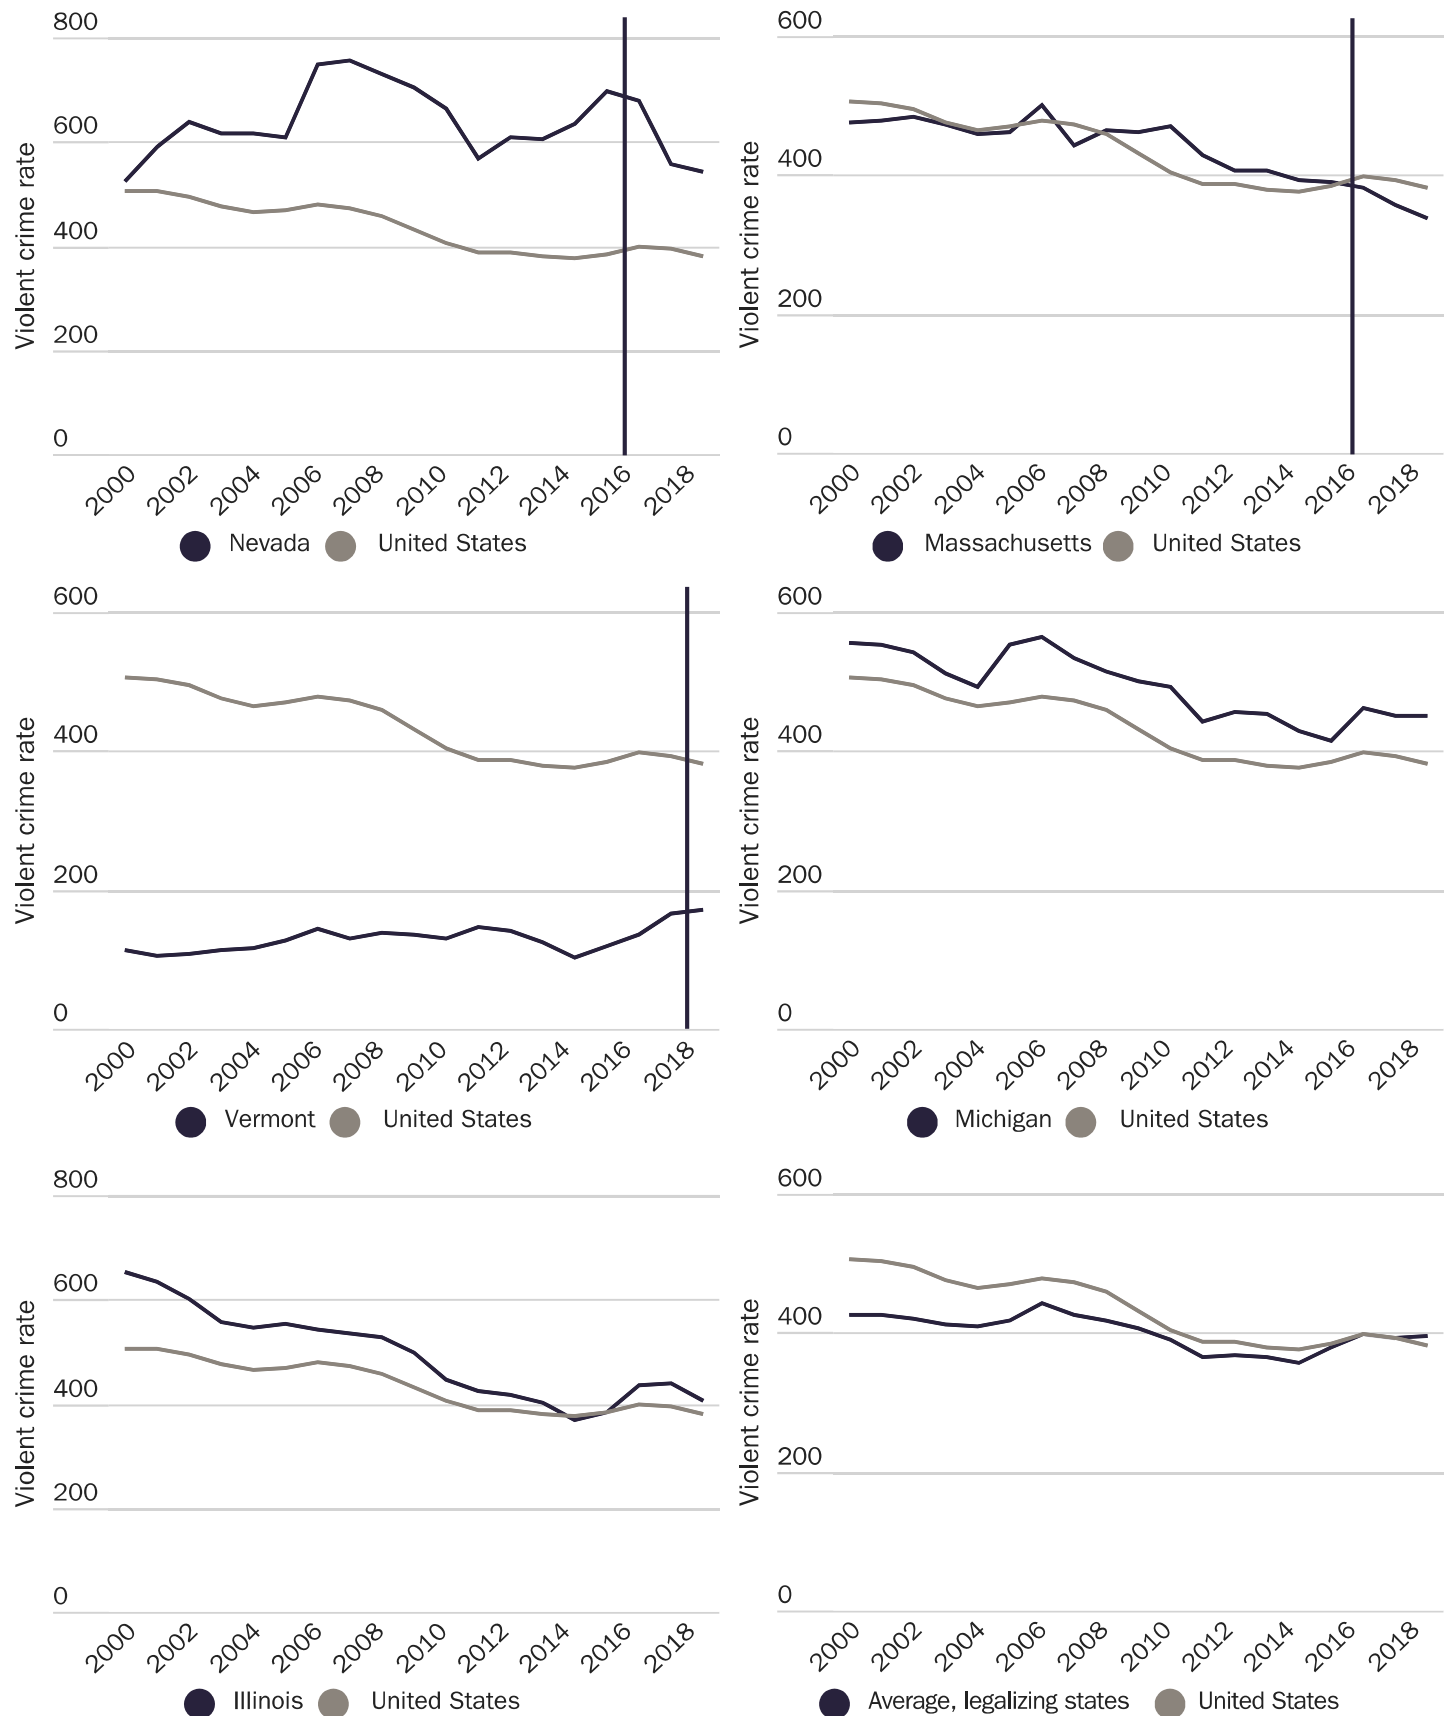 800
600
400
200
0
Violent crime rate
2000 2002 2004 2006 2008 2010 2012 2014 2016 2018
Nevada United States
600
400
200
0
Violent crime rate
2000 2002 2004 2006 2008 2010 2012 2014 2016 2018
Massachusetts United States
600
400
200
0
Violent crime rate
2000 2002 2004 2006 2008 2010 2012 2014 2016 2018
Vermont United States
600
400
200
0
Violent crime rate
2000 2002 2004 2006 2008 2010 2012 2014 2016 2018
Michigan United States
800
600
400
200
0
Violent crime rate
2000 2002 2004 2006 2008 2010 2012 2014 2016 2018
Illinois United States
600
400
200
0
Violent crime rate
2000 2002 2004 2006 2008 2010 2012 2014 2016 2018
Average, legalizing states United States